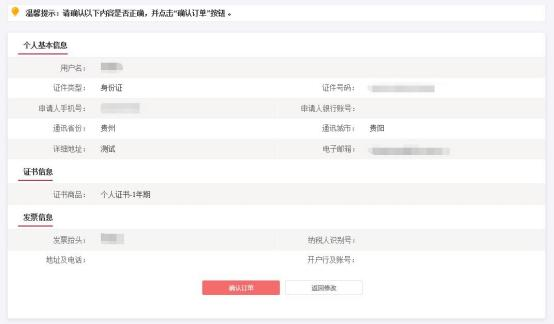 温馨提示：请确认以下内容是否正确，并点击“确认订单”按钮 。
个人基本信息
用户名：
证件类型： 身份证 证件号码：
申请人手机号： 申请人银行账号：
通讯省份： 贵州 通讯城市： 贵阳
详细地址： 测试 电子邮箱：
证书信息
证书商品： 个人证书-1年期
发票信息
发票抬头： 纳税人识别号：
地址及电话： 开户行及账号：
确认订单 返回修改